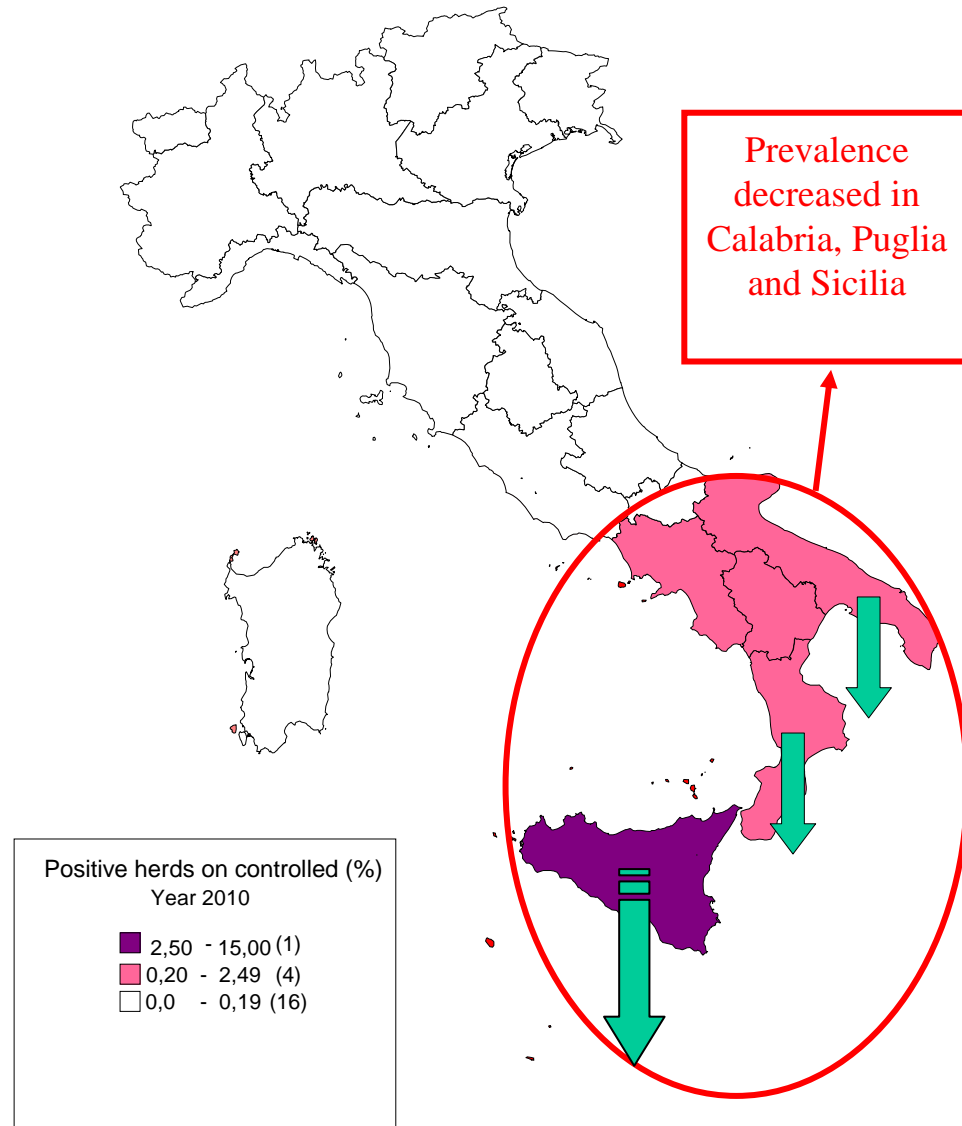 Prevalence
decreased in
Calabria, Puglia
and Sicilia
Positive herds on controlled (%)
Year 2010
2,50 - 15,00 (1)
0,20 - 2,49 (4)
0,0 - 0,19 (16)